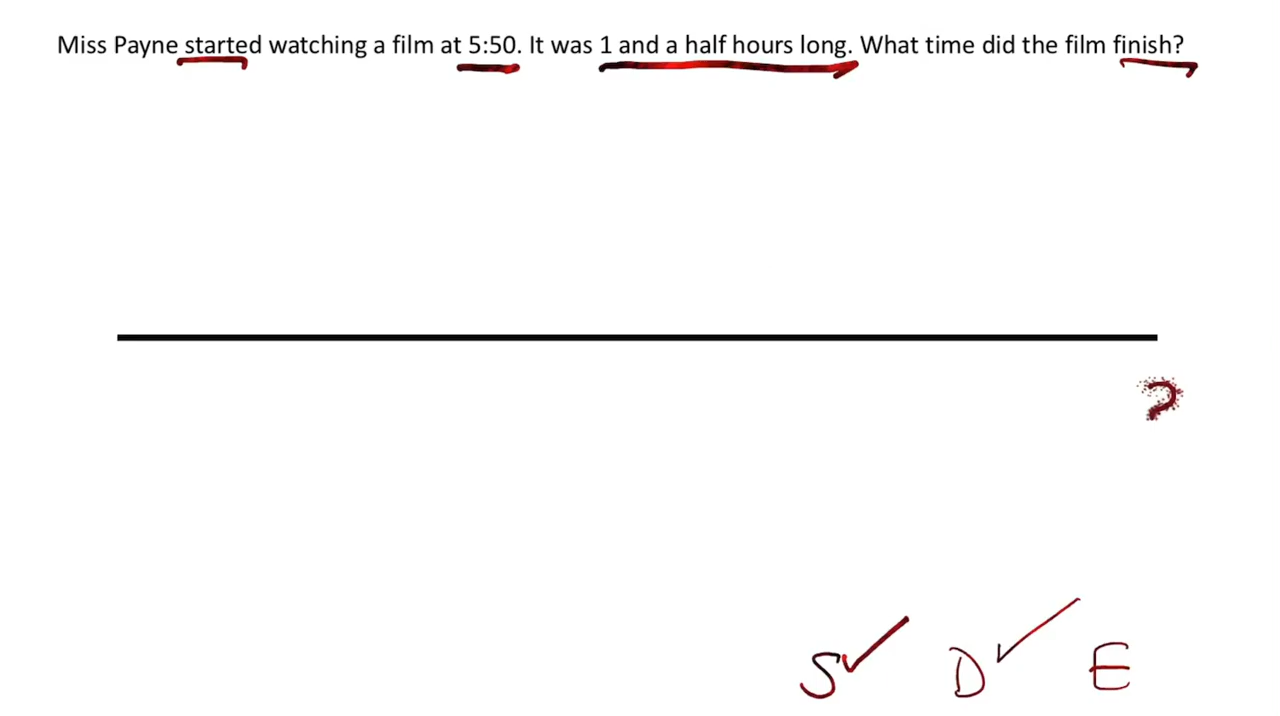 Miss Payne started watching a film at 5:50. It was 1 and a half hours long. What time did the film finish?
?
S✓ D✓ E